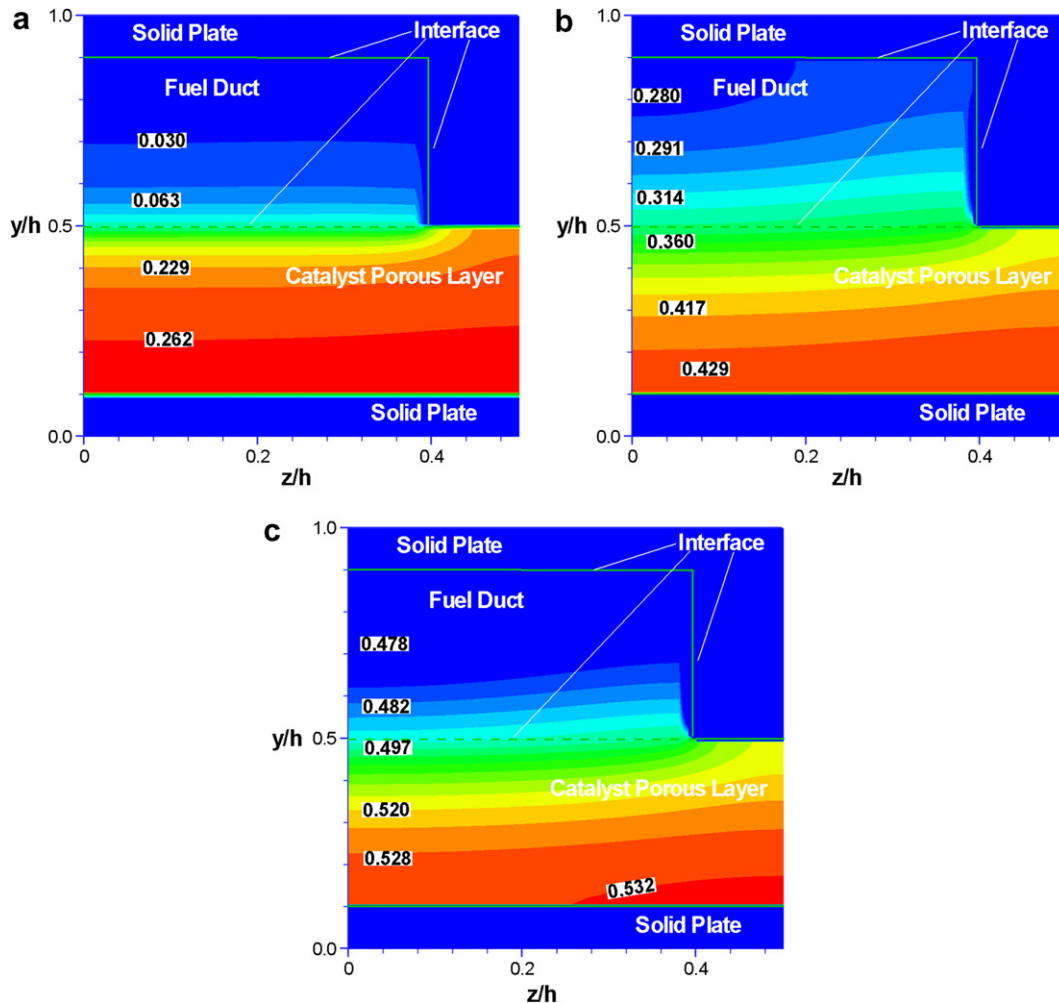 a
1.0
Solid Plate
Interface
Fuel Duct
0.030
0.063
y/h
0.5
0.229
Catalyst Porous Layer
0.262
Solid Plate
0.0
0
0.2
0.4
z/h
b
1.0
Solid Plate
Interface
0.280
Fuel Duct
0.291
0.314
y/h
0.5
0.360
Catalyst Porous Layer
0.417
0.429
Solid Plate
0.0
0
0.2
0.4
z/h
c
1.0
Solid Plate
Interface
Fuel Duct
0.478
0.482
y/h
0.5
0.497
Catalyst Porous Layer
0.520
0.528
0.532
Solid Plate
0.0
0
0.2
0.4
z/h